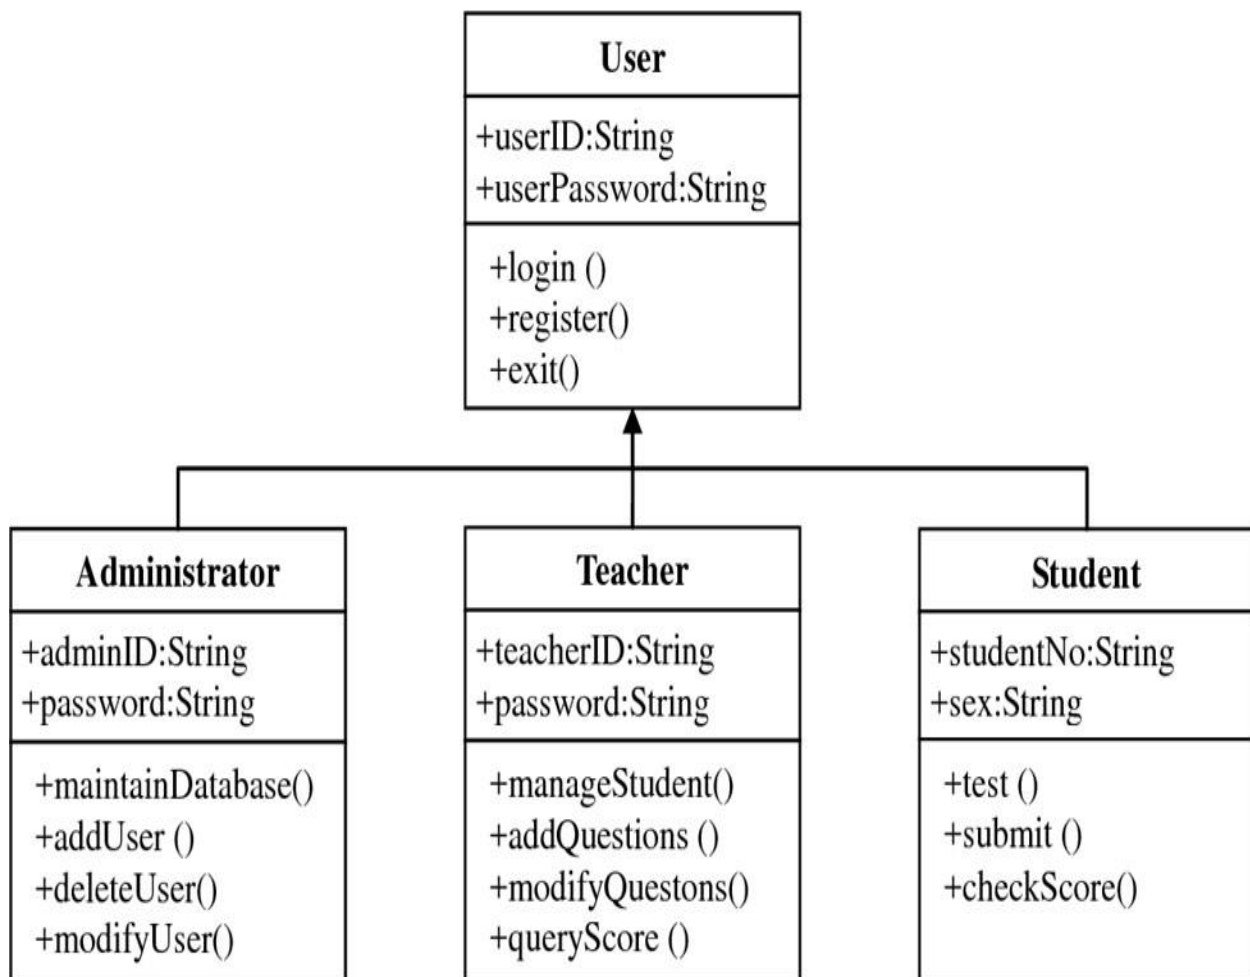 User
+userID:String
+userPassword:String
+login ()
+register()
+exit()
Administrator
+adminID:String
+password:String
+maintainDatabase()
+addUser ()
+deleteUser()
+modifyUser()
Teacher
+teacherID:String
+password:String
+manageStudent()
+addQuestions ()
+modifyQuestons()
+queryScore ()
Student
+studentNo:String
+sex:String
+test ()
+submit ()
+checkScore()